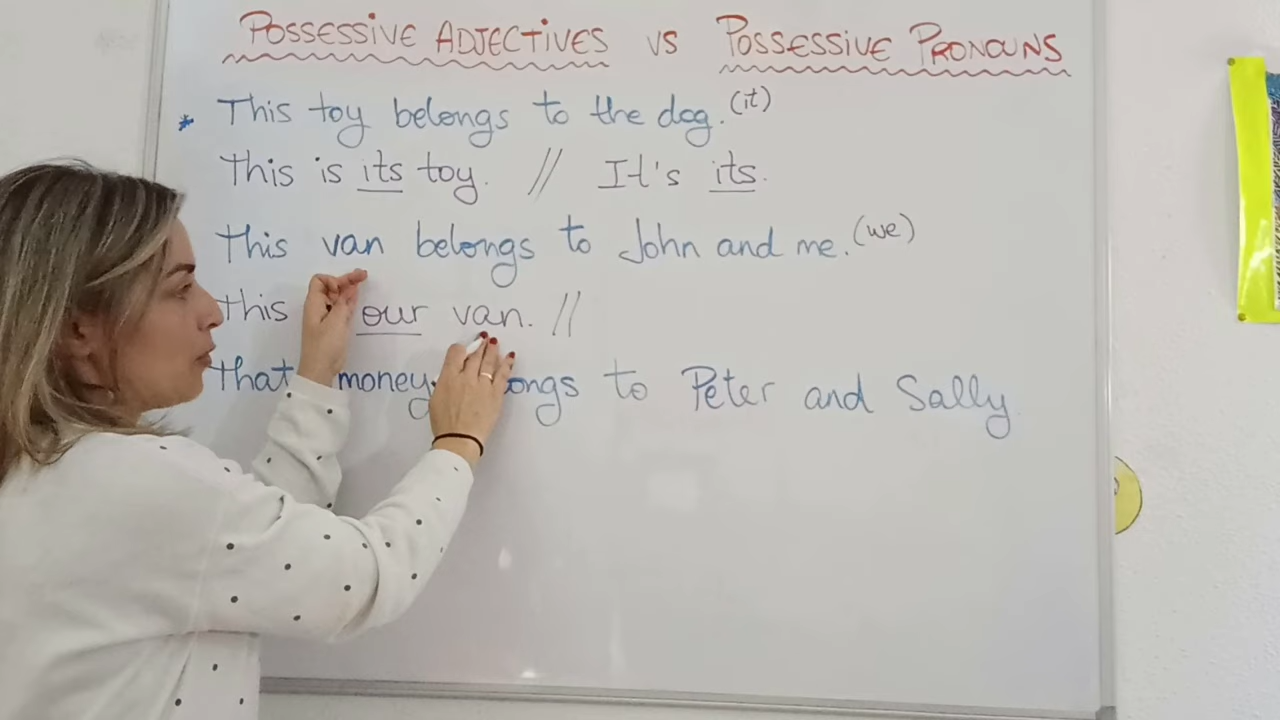 POSSESSIVE ADJECTIVES VS POSSESSIVE PRONOUNS
* This toy belongs to the dog. (it)
This is its toy. // It's its.
This van belongs to John and me. (we)
This our van. //
That money to Peter and Sally